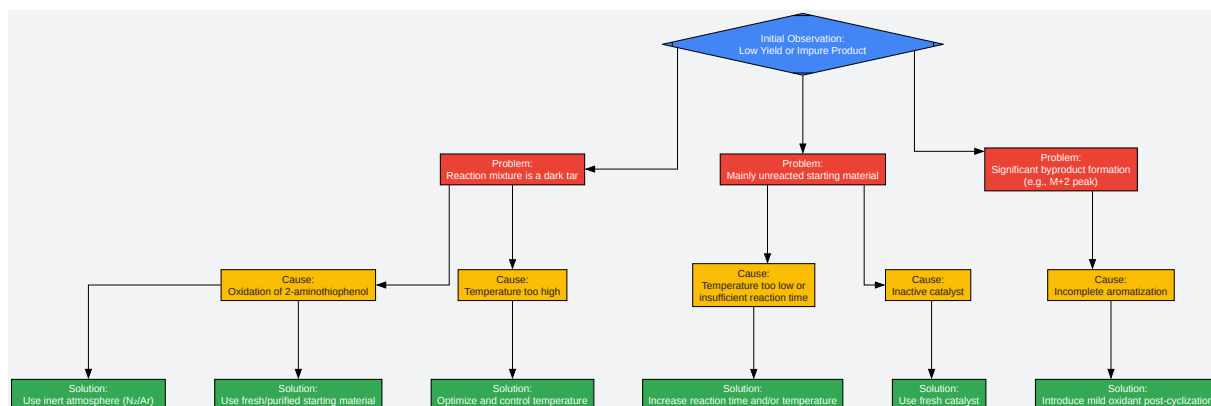 Initial Observation:
Low Yield or Impure Product
Problem:
Reaction mixture is a dark tar
Problem:
Mainly unreacted starting material
Problem:
Significant byproduct formation
(e.g., M+2 peak)
Cause:
Oxidation of 2-aminothiophenol
Cause:
Temperature too high
Cause:
Temperature too low or
insufficient reaction time
Cause:
Inactive catalyst
Cause:
Incomplete aromatization
Solution:
Use inert atmosphere (N₂/Ar)
Solution:
Use fresh/purified starting material
Solution:
Optimize and control temperature
Solution:
Increase reaction time and/or temperature
Solution:
Use fresh catalyst
Solution:
Introduce mild oxidant post-cyclization